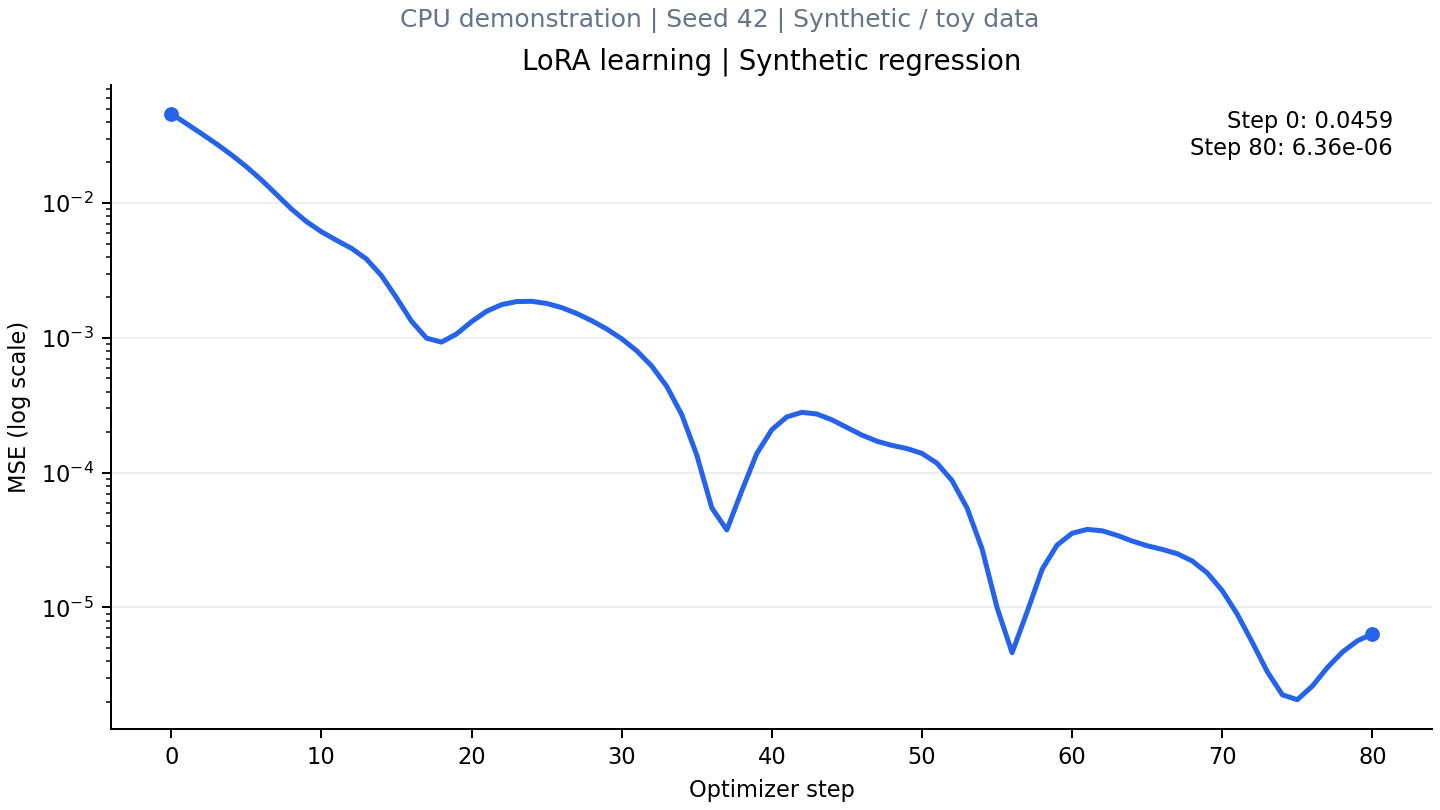 CPU demonstration | Seed 42 | Synthetic / toy data
LoRA learning | Synthetic regression
Step 0: 0.0459
Step 80: 6.36e-06
MSE (log scale)
10⁻²
10⁻³
10⁻⁴
10⁻⁵
0 10 20 30 40 50 60 70 80
Optimizer step